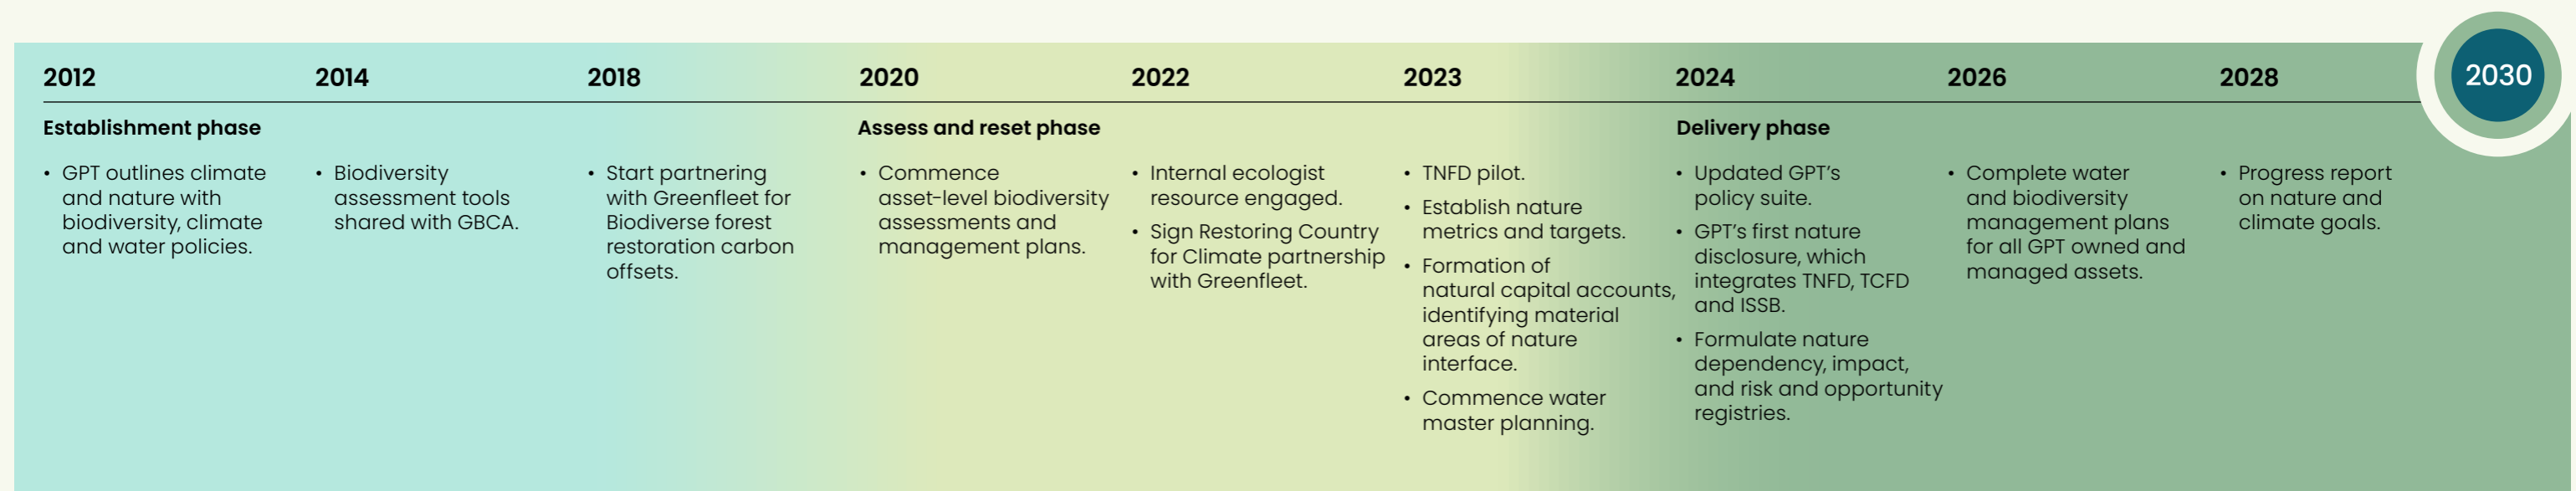 2012
2014
2018
2020
2022
2023
2024
2026
2028
2030
Establishment phase
Assess and reset phase
Delivery phase
• GPT outlines climate
and nature with
biodiversity, climate
and water policies.
• Biodiversity
assessment tools
shared with GBCA.
• Start partnering
with Greenfleet for
Biodiverse forest
restoration carbon
offsets.
• Commence
asset-level biodiversity
assessments and
management plans.
• Internal ecologist
resource engaged.
• Sign Restoring Country
for Climate partnership
with Greenfleet.
• TNFD pilot.
• Establish nature
metrics and targets.
• Formation of
natural capital accounts,
identifying material
areas of nature
interface.
• Commence water
master planning.
• Updated GPT’s
policy suite.
• GPT’s first nature
disclosure, which
integrates TNFD, TCFD
and ISSB.
• Formulate nature
dependency, impact,
and risk and opportunity
registries.
• Complete water
and biodiversity
management plans
for all GPT owned and
managed assets.
• Progress report
on nature and
climate goals.